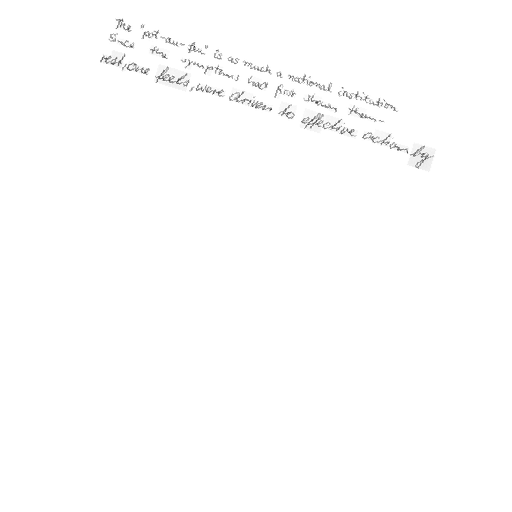 The "pot-au-feu" is as much a national institution
since the symptoms had first shown them-
rest, one feels, were driven to effective action by